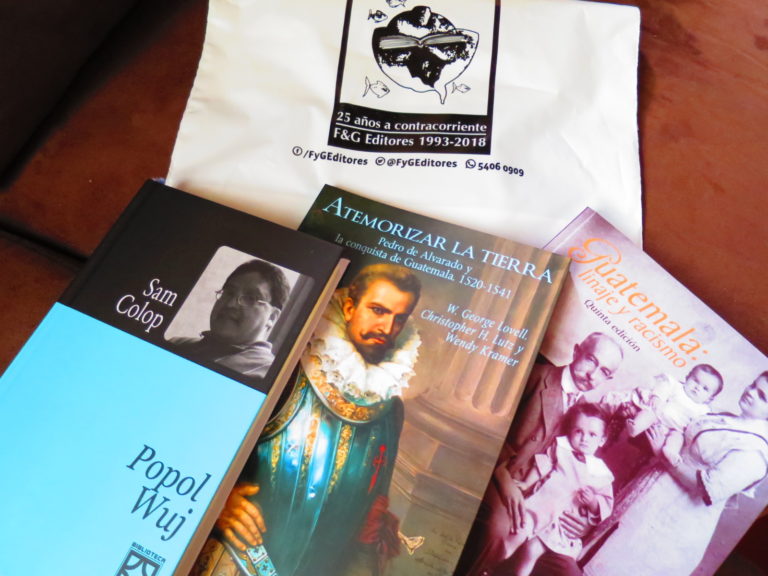 25 años a contracorriente
F&G Editores 1993-2018
/FyGEditores @FyGEditores 5406 0909
Sam
Colop
Popol
Wuj
BIBLIOTECA
ATEMORIZAR LA TIERRA
Pedro de Alvarado y
la conquista de Guatemala, 1520-1541
W. George Lovell,
Christopher H. Lutz y
Wendy Kramer
Guatemala:
linaje y racismo
Quinta edición